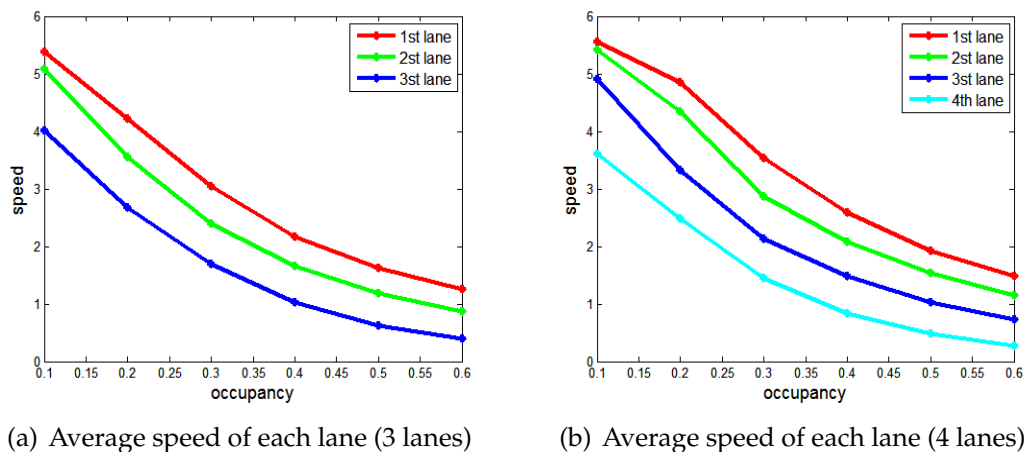 6
5
4
3
2
1
0
speed
0.1 0.15 0.2 0.25 0.3 0.35 0.4 0.45 0.5 0.55 0.6
occupancy
1st lane
2st lane
3st lane
(a) Average speed of each lane (3 lanes)
6
5
4
3
2
1
0
speed
0.1 0.15 0.2 0.25 0.3 0.35 0.4 0.45 0.5 0.55 0.6
occupancy
1st lane
2st lane
3st lane
4th lane
(b) Average speed of each lane (4 lanes)